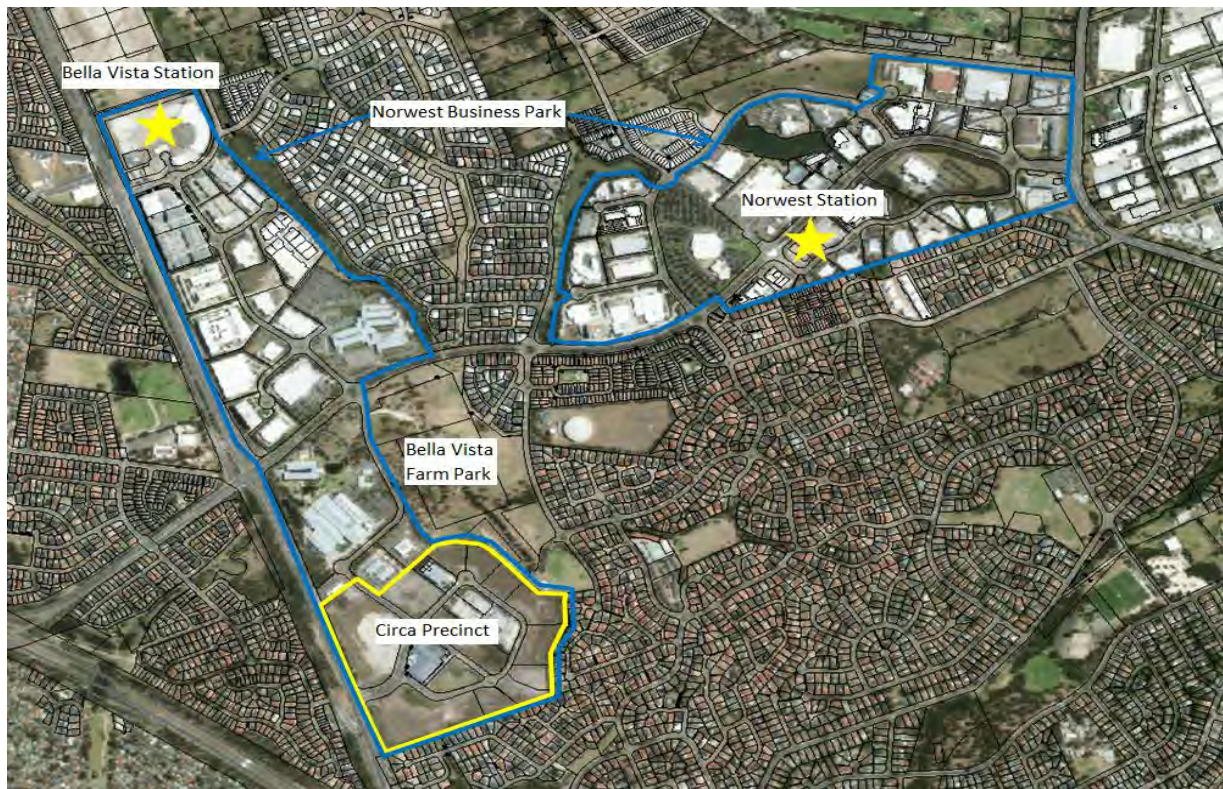 Bella Vista Station
Norwest Business Park
Norwest Station
Bella Vista
Farm Park
Circa Precinct